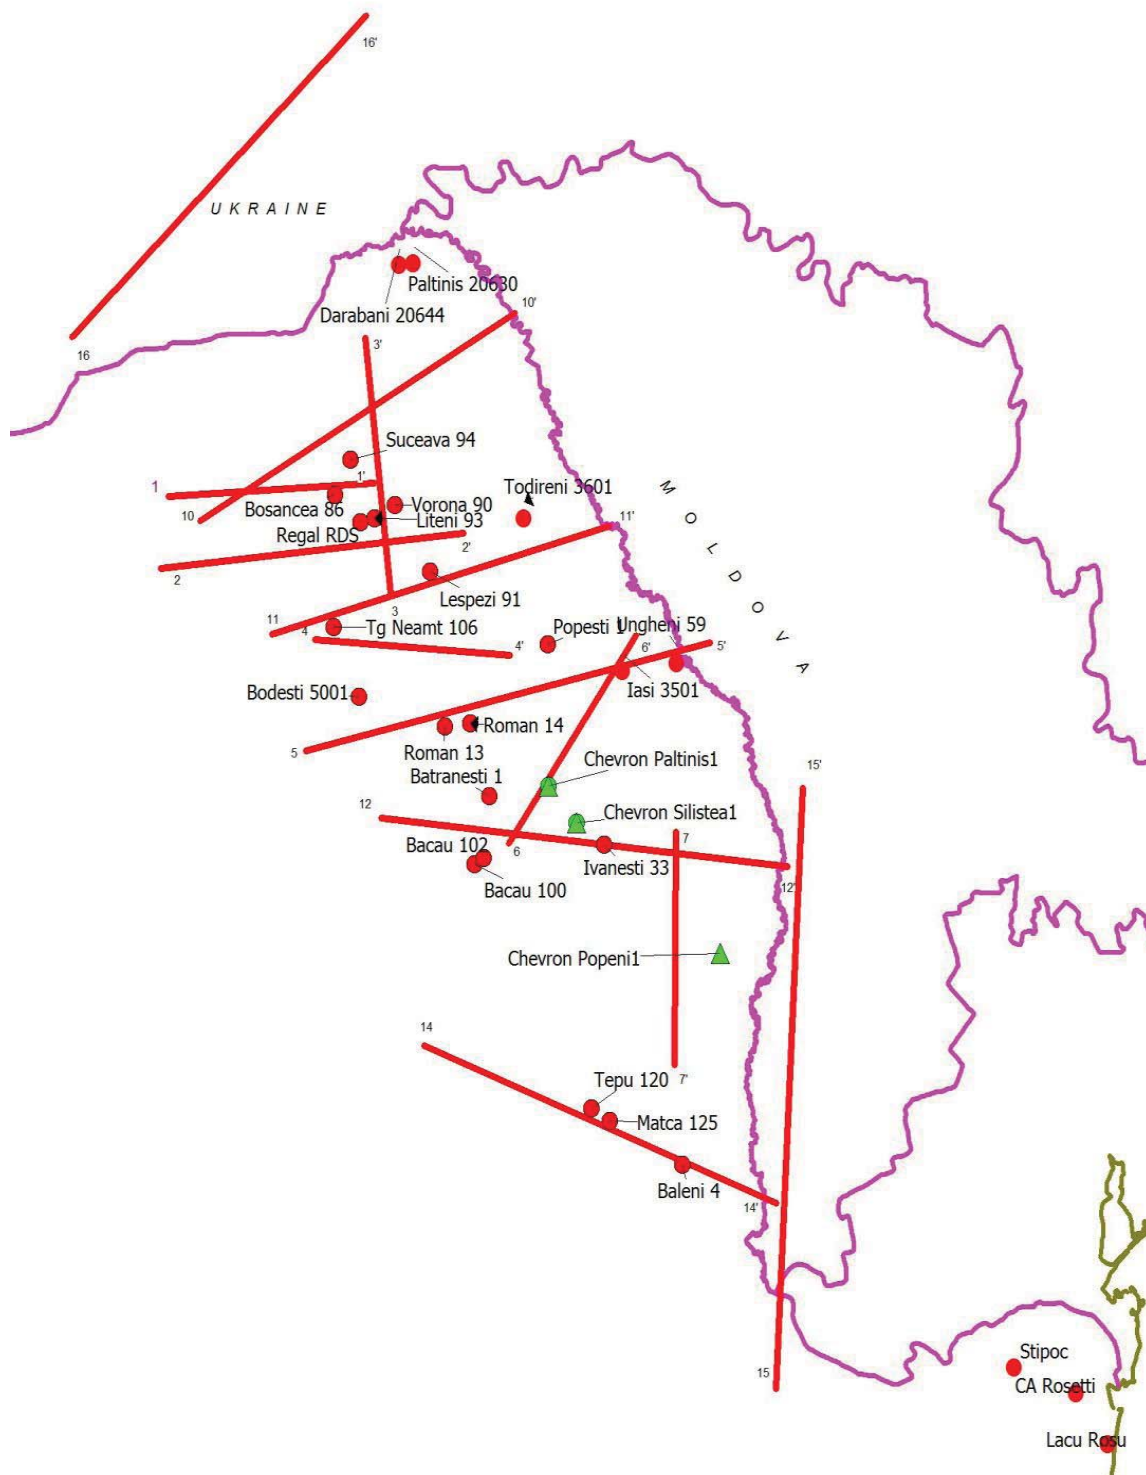 16'
U K R A I N E
Paltinis 20630
Darabani 20644
10'
3'
16
Suceava 94
1'
1
Todireni 3601
M O L D O V A
Bosancea 86
Vorona 90
10
Liteni 93
11'
Regal RDS
2'
2
Lespezi 91
3
11
4
Tg Neamt 106
Popesti 1
Ungheni 59
4'
6'
5'
Bodesti 5001
Iasi 3501
Roman 14
5
Roman 13
Chevron Paltinis1
15'
Batranesti 1
12
Chevron Silistea1
Bacau 102
6
7
Ivanesti 33
Bacau 100
12'
Chevron Popeni1
14
Tepu 120
7'
Matca 125
Baleni 4
14'
Stipoc
15
CA Rosetti
Lacu Rosu